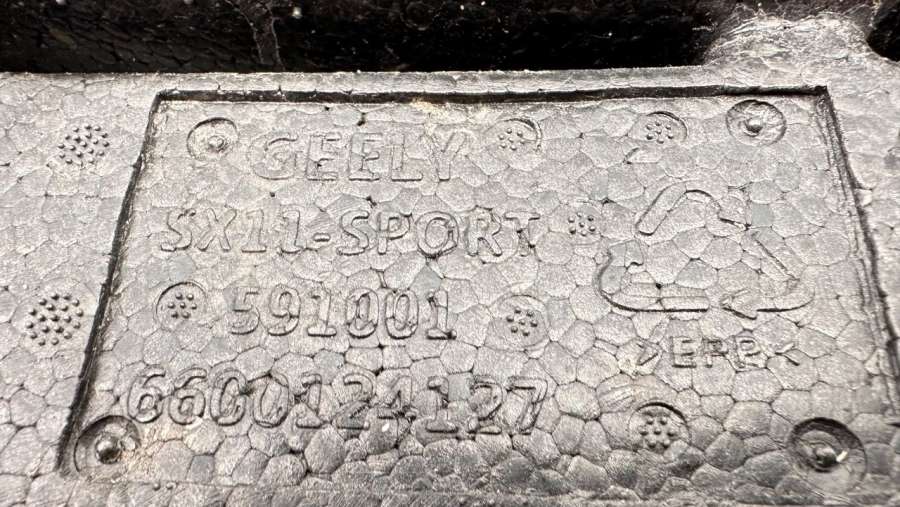 GEELY
SX11-SPORT
591001
6600124127
>EPP<